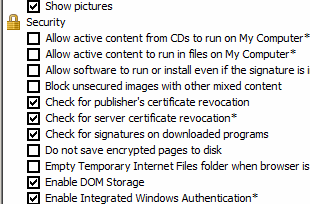 Show pictures
Security
Allow active content from CDs to run on My Computer*
Allow active content to run in files on My Computer*
Allow software to run or install even if the signature is i
Block unsecured images with other mixed content
Check for publisher's certificate revocation
Check for server certificate revocation*
Check for signatures on downloaded programs
Do not save encrypted pages to disk
Empty Temporary Internet Files folder when browser is
Enable DOM Storage
Enable Integrated Windows Authentication*